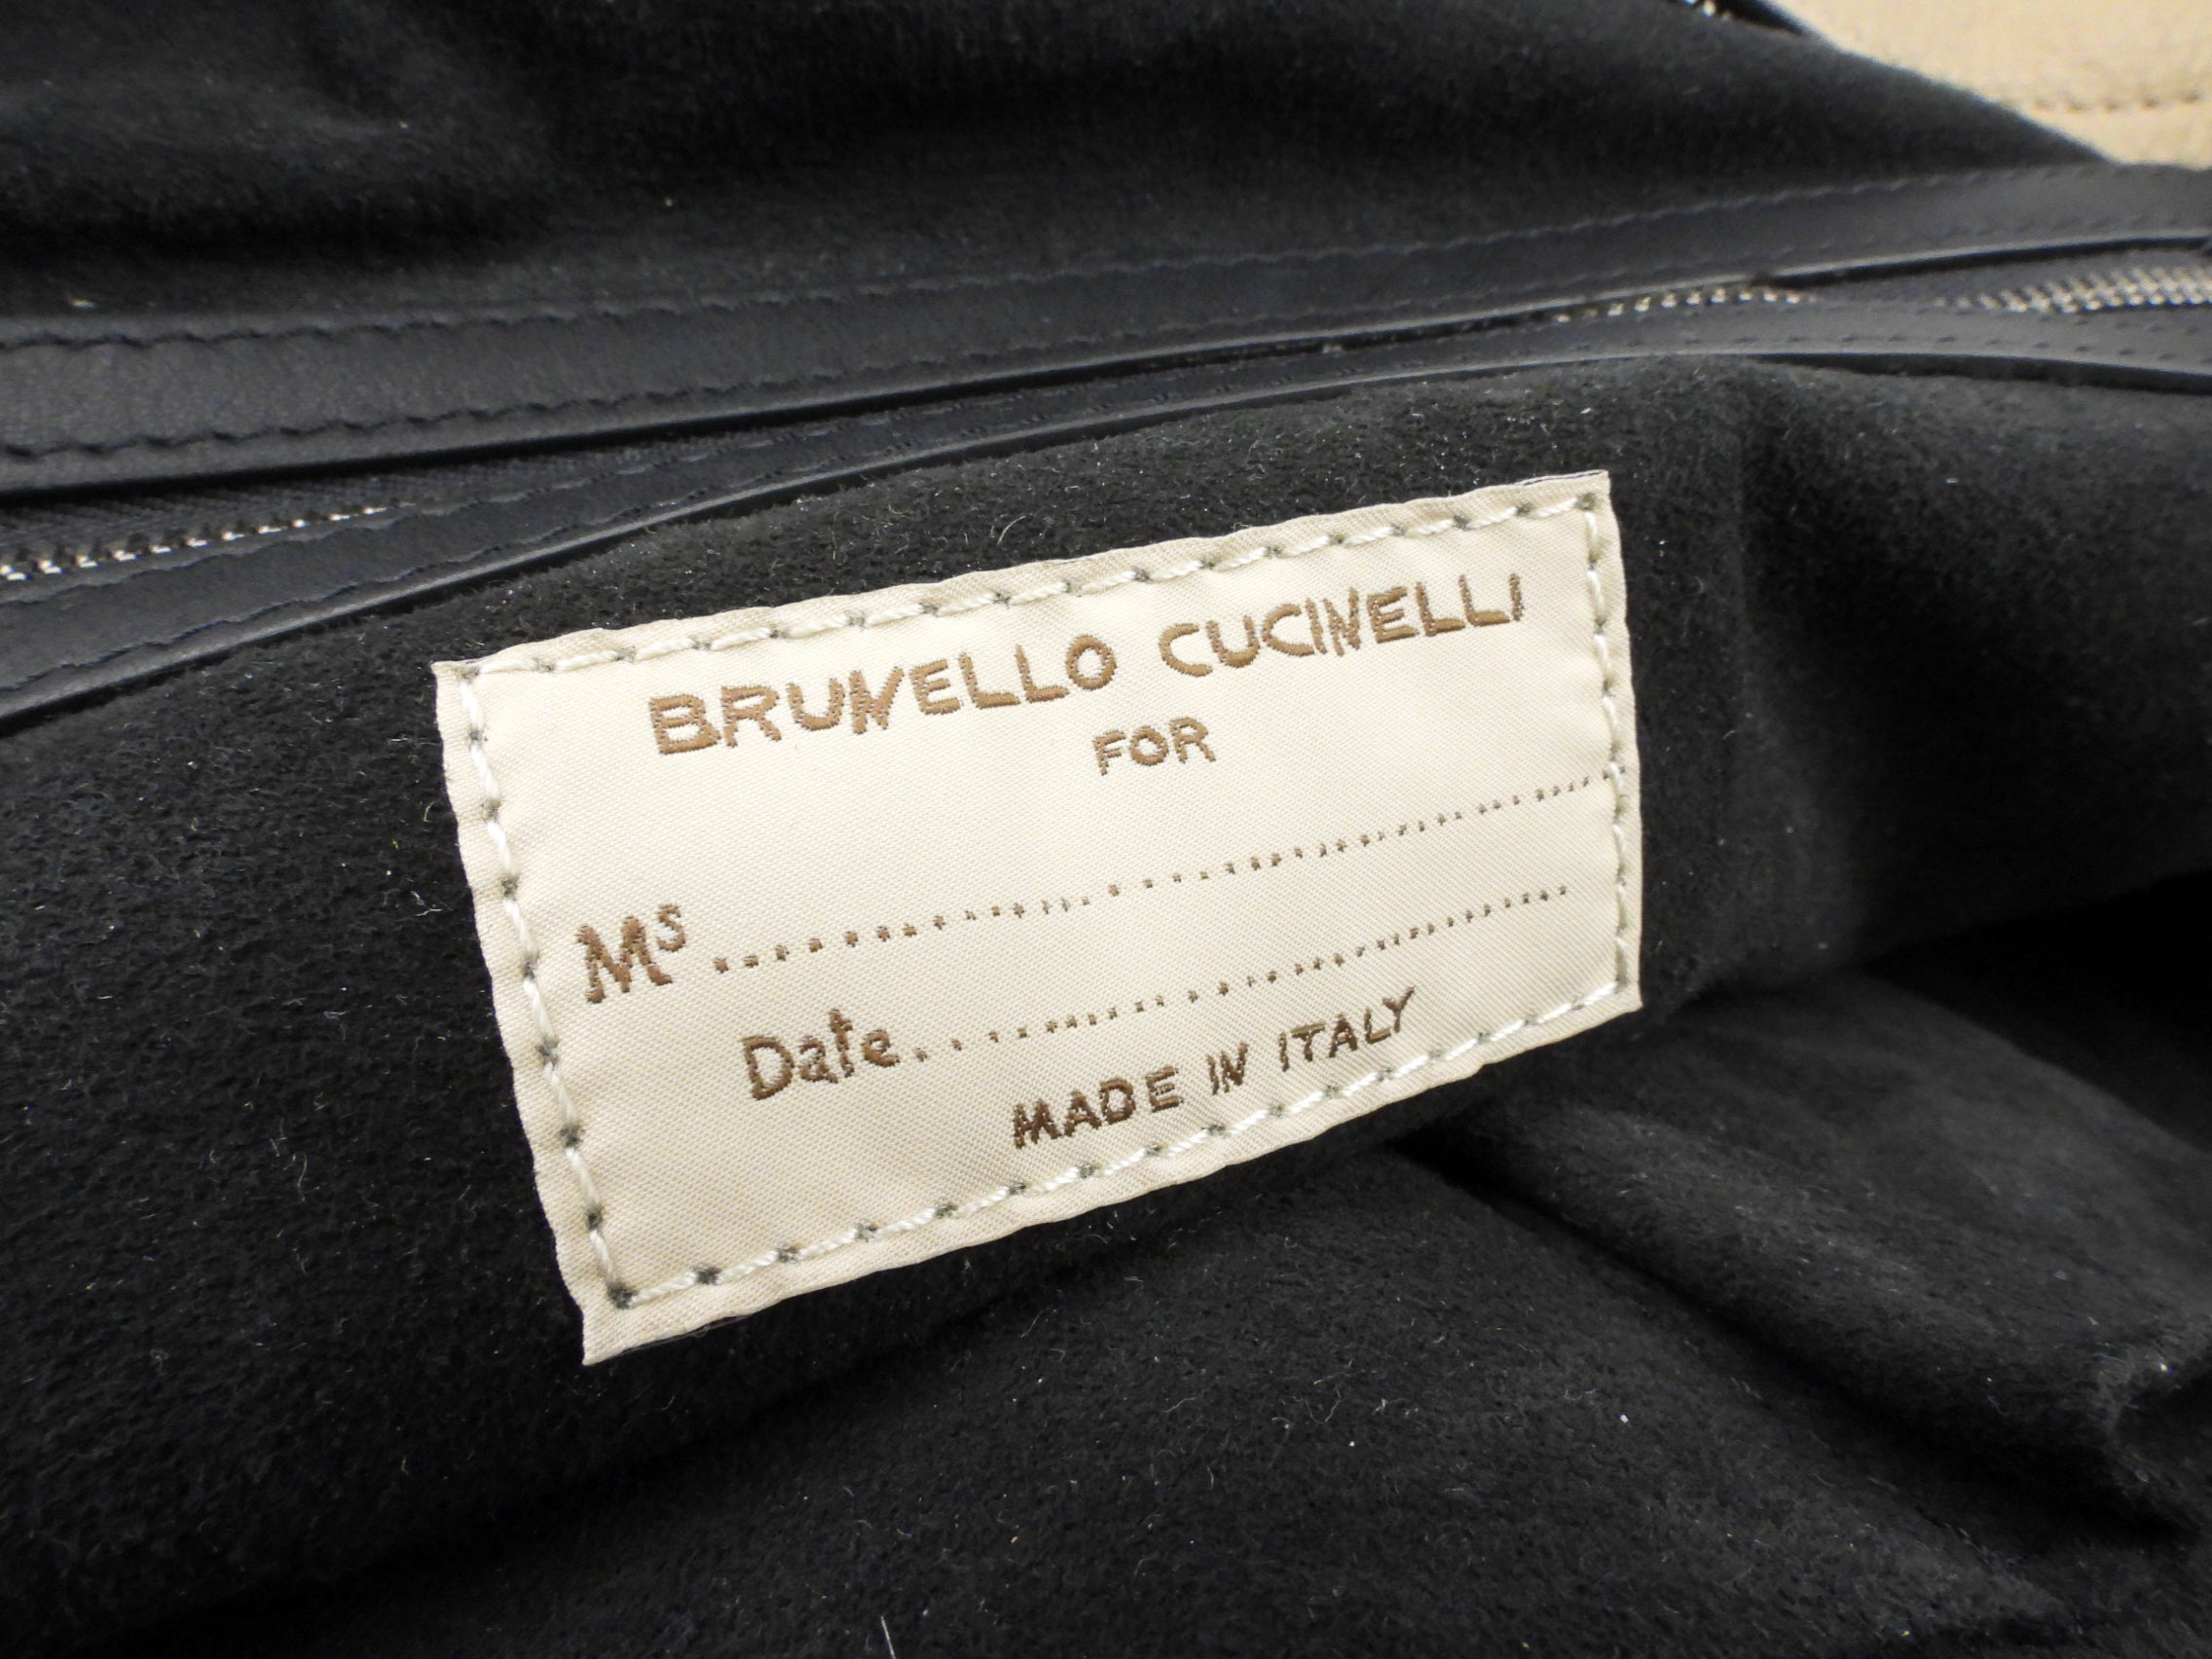 BRUNELLO CUCINELLI
FOR
Ms..............................
Date..............................
MADE IN ITALY